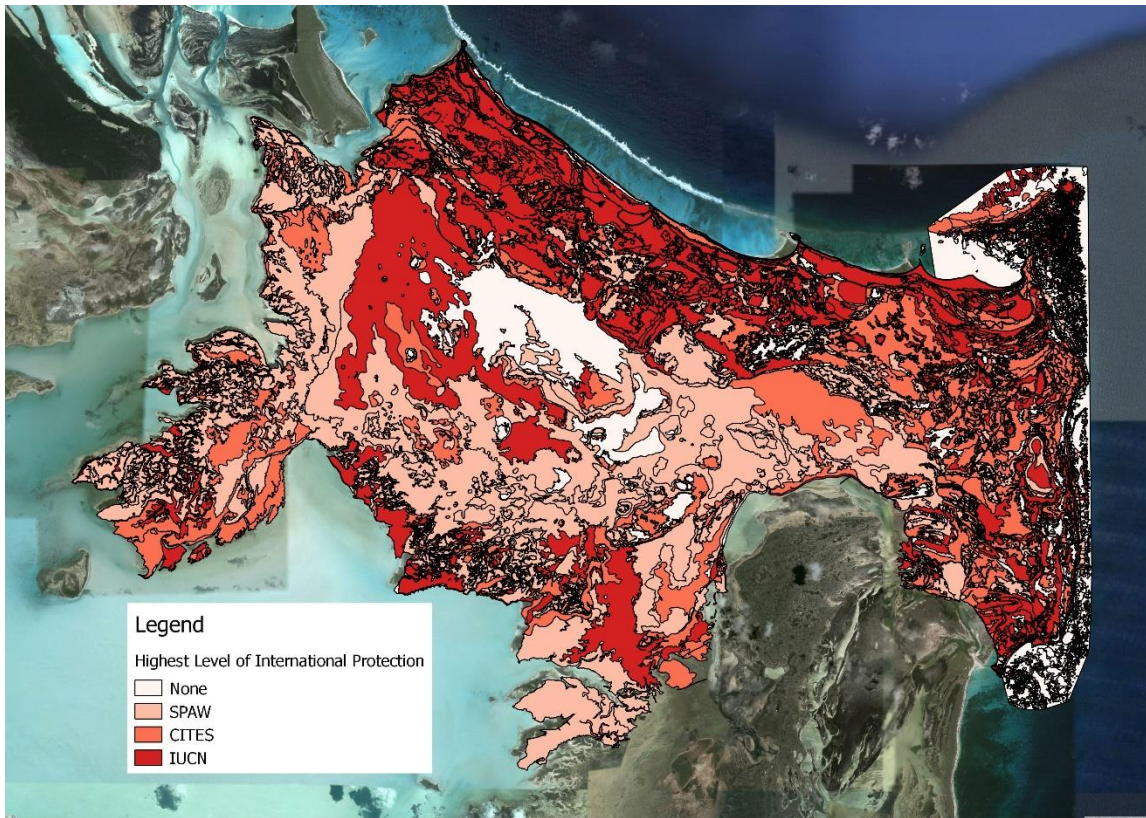 Legend
Highest Level of International Protection
None
SPAW
CITES
IUCN